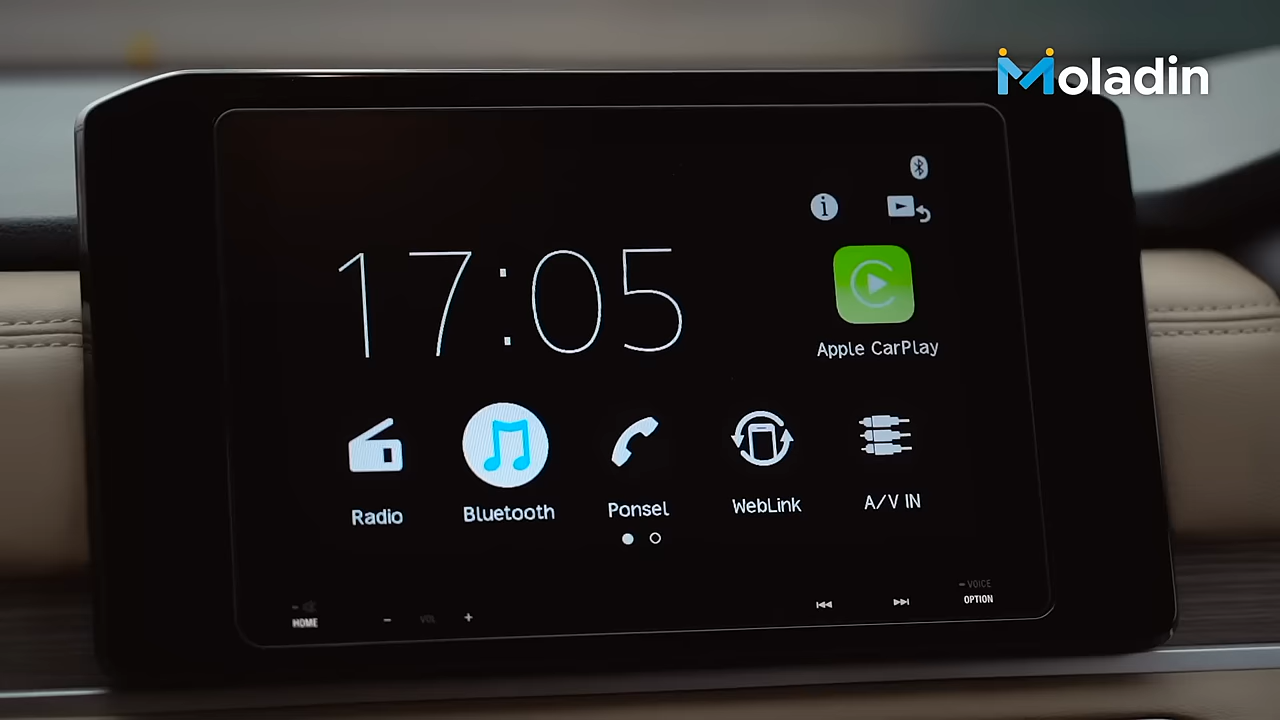 Moladin
17:05
Apple CarPlay
Radio Bluetooth Ponsel WebLink A/V IN
VOICE
HOME - VOL + OPTION